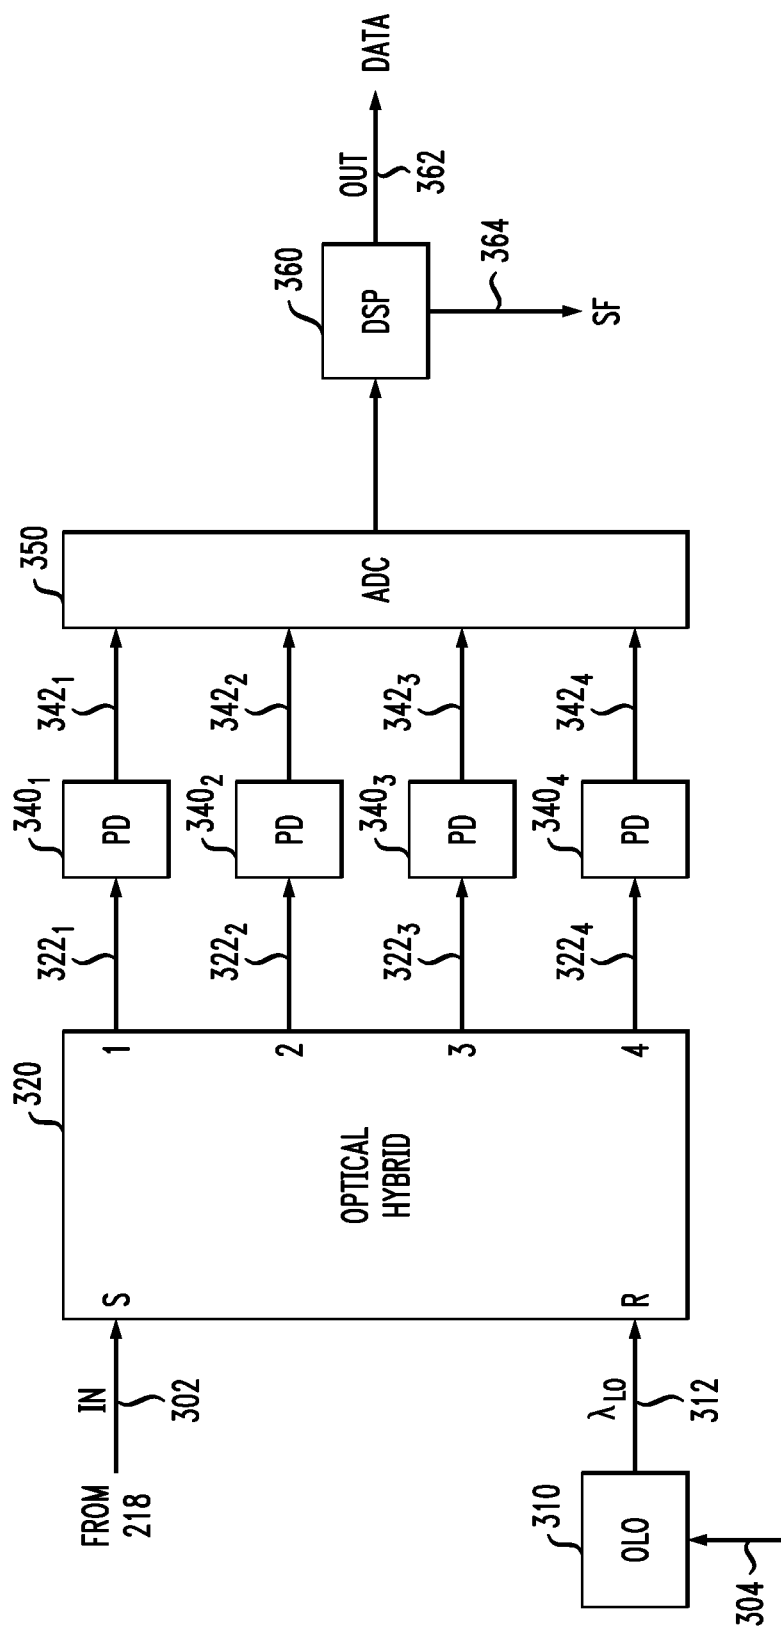 FROM
218
IN
302
S
304
OLO
310
λLO
312
R
OPTICAL
HYBRID
320
1
2
3
4
322₁
322₂
322₃
322₄
PD
340₁
PD
340₂
PD
340₃
PD
340₄
342₁
342₂
342₃
342₄
ADC
350
DSP
360
OUT
362
DATA
364
SF